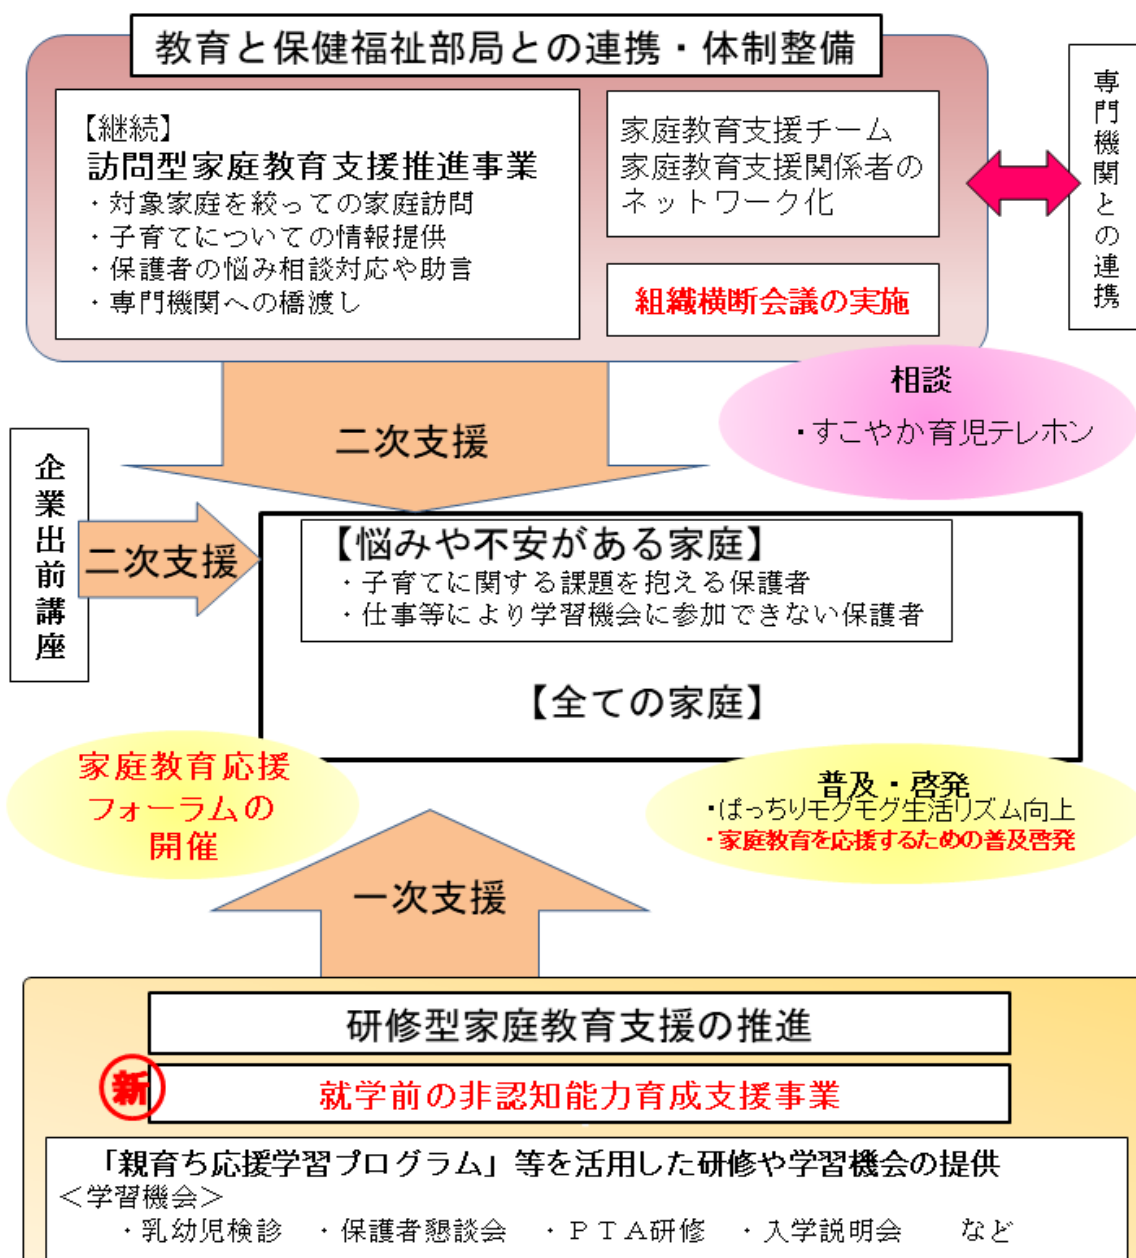 教育と保健福祉部局との連携・体制整備
【継続】
訪問型家庭教育支援推進事業
・対象家庭を絞っての家庭訪問
・子育てについての情報提供
・保護者の悩み相談対応や助言
・専門機関への橋渡し
家庭教育支援チーム
家庭教育支援関係者の
ネットワーク化
組織横断会議の実施
専門機関との連携
相談
・すこやか育児テレホン
二次支援
企業出前講座
二次支援
【悩みや不安がある家庭】
・子育てに関する課題を抱える保護者
・仕事等により学習機会に参加できない保護者
【全ての家庭】
家庭教育応援
フォーラムの
開催
普及・啓発
・ぱっちりモグモグ生活リズム向上
・家庭教育を応援するための普及啓発
一次支援
研修型家庭教育支援の推進
新
就学前の非認知能力育成支援事業
「親育ち応援学習プログラム」等を活用した研修や学習機会の提供
＜学習機会＞
・乳幼児検診　・保護者懇談会　・ＰＴＡ研修　・入学説明会　　など